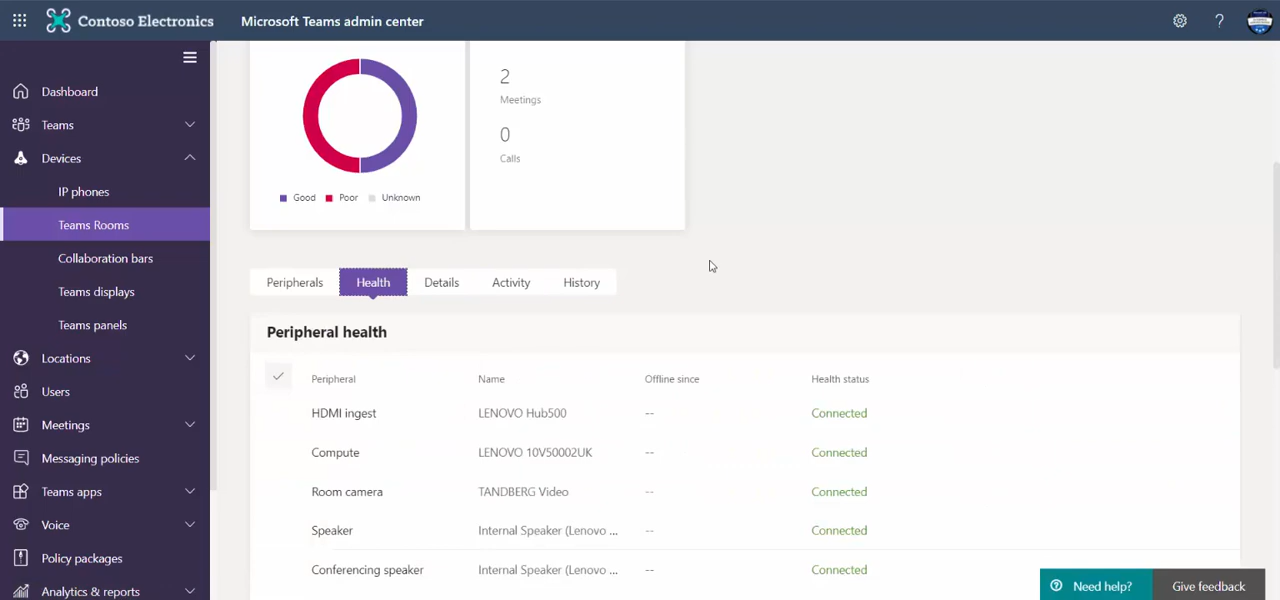 Contoso Electronics
Microsoft Teams admin center
?
Dashboard
Teams
Devices
IP phones
Teams Rooms
Collaboration bars
Teams displays
Teams panels
Locations
Users
Meetings
Messaging policies
Teams apps
Voice
Policy packages
Analytics & reports
Good Poor Unknown
2
Meetings
0
Calls
Peripherals Health Details Activity History
Peripheral health
Peripheral Name Offline since Health status
HDMI ingest LENOVO Hub500 -- Connected
Compute LENOVO 10V50002UK -- Connected
Room camera TANDBERG Video -- Connected
Speaker Internal Speaker (Lenovo ... -- Connected
Conferencing speaker Internal Speaker (Lenovo ... -- Connected
? Need help? Give feedback